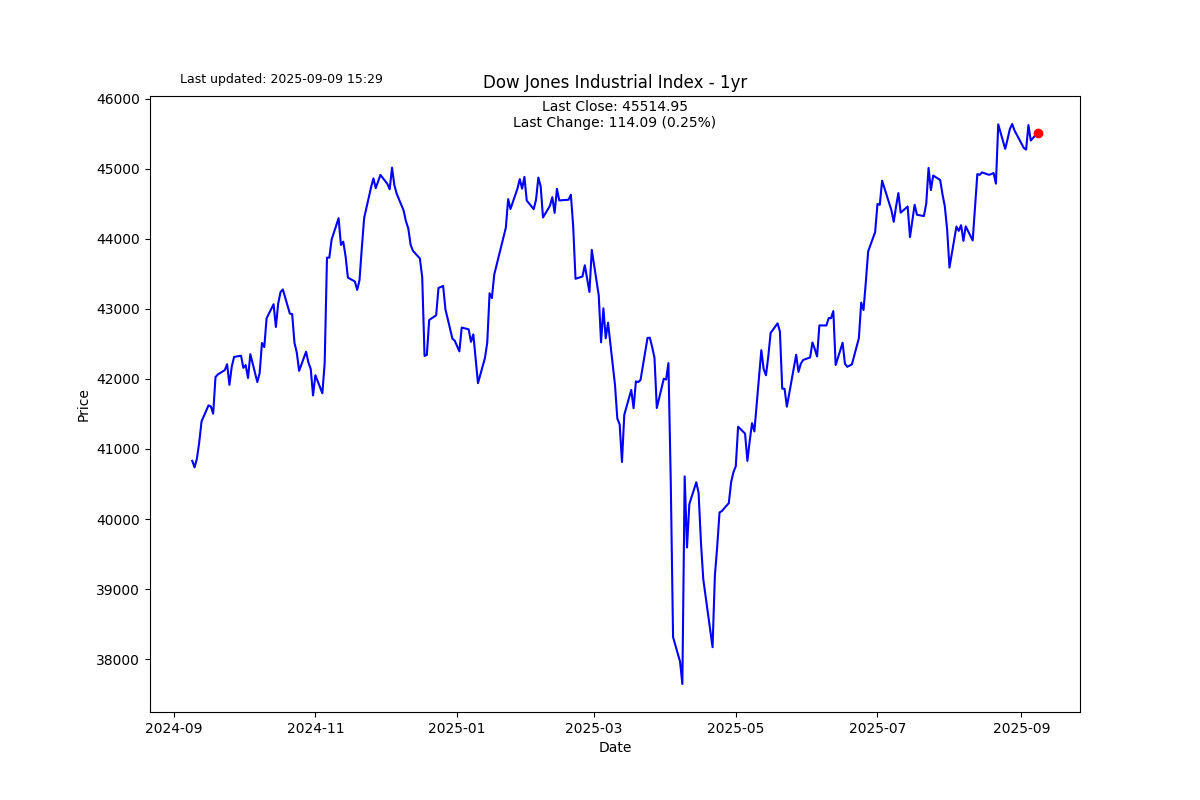 Last updated: 2025-09-09 15:29
Dow Jones Industrial Index - 1yr
Last Close: 45514.95
Last Change: 114.09 (0.25%)
46000
45000
44000
43000
42000
41000
40000
39000
38000
Price
2024-09
2024-11
2025-01
2025-03
2025-05
2025-07
2025-09
Date